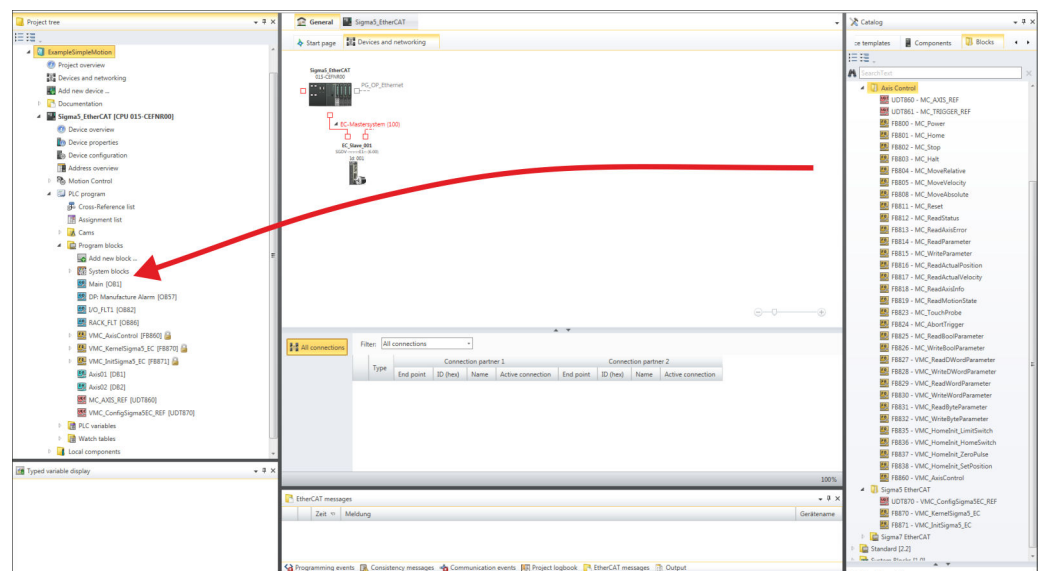 Project tree
ExampleSimpleMotion
Project overview
Devices and networking
Add new device ...
Documentation
Sigma5_EtherCAT [CPU 015-CEFNR00]
Device overview
Device properties
Device configuration
Address overview
Motion Control
PLC program
Cross-Reference list
Assignment list
Cams
Program blocks
Add new block ...
System blocks
Main [OB1]
DP: Manufacture Alarm [OB57]
I/O_FLT1 [OB82]
RACK_FLT [OB86]
VMC_AxisControl [FB860]
VMC_KernelSigma5_EC [FB870]
VMC_InitSigma5_EC [FB871]
Axis01 [DB1]
Axis02 [DB2]
MC_AXIS_REF [UDT860]
VMC_ConfigSigma5EC_REF [UDT870]
PLC variables
Watch tables
Local components
Typed variable display
General Sigma5_EtherCAT
Start page Devices and networking
Sigma5_EtherCAT
015-CEFNR00
PG_OP_Ethernet
EC-Mastersystem (100)
EC_Slave_001
All connections
Filter: All connections
Type Connection partner 1 Connection partner 2
End point ID (hex) Name Active connection End point ID (hex) Name Active connection
100%
EtherCAT messages
Zeit Meldung Gerätename
Programming events Consistency messages Communication events Project logbook EtherCAT messages Output
Catalog
templates Components Blocks
SearchText
Axis Control
UDT860 - MC_AXIS_REF
UDT861 - MC_TRIGGER_REF
FB800 - MC_Power
FB801 - MC_Home
FB802 - MC_Stop
FB803 - MC_Halt
FB804 - MC_MoveRelative
FB805 - MC_MoveVelocity
FB808 - MC_MoveAbsolute
FB811 - MC_Reset
FB812 - MC_ReadStatus
FB813 - MC_ReadAxisError
FB814 - MC_ReadParameter
FB815 - MC_WriteParameter
FB816 - MC_ReadActualPosition
FB817 - MC_ReadActualVelocity
FB818 - MC_ReadAxisInfo
FB819 - MC_ReadMotionState
FB823 - MC_TouchProbe
FB824 - MC_AbortTrigger
FB825 - MC_ReadBoolParameter
FB826 - MC_WriteBoolParameter
FB827 - VMC_ReadDWordParameter
FB828 - VMC_WriteDWordParameter
FB829 - VMC_ReadWordParameter
FB830 - VMC_WriteWordParameter
FB831 - VMC_ReadByteParameter
FB832 - VMC_WriteByteParameter
FB835 - VMC_HomeInit_LimitSwitch
FB836 - VMC_HomeInit_HomeSwitch
FB837 - VMC_HomeInit_ZeroPulse
FB838 - VMC_HomeInit_SetPosition
FB860 - VMC_AxisControl
Sigma5 EtherCAT
UDT870 - VMC_ConfigSigma5EC_REF
FB870 - VMC_KernelSigma5_EC
FB871 - VMC_InitSigma5_EC
Sigma7 EtherCAT
Standard [2.2]